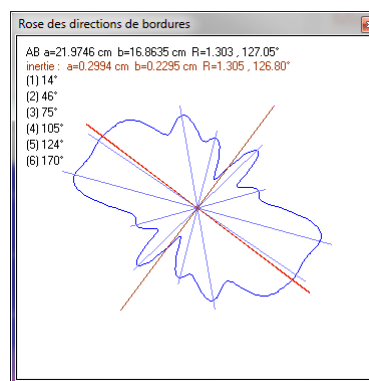 Rose des directions de bordures
AB a=21.9746 cm b=16.8635 cm R=1.303 , 127.05°
inertie : a=0.2994 cm b=0.2295 cm R=1.305 , 126.80°
(1) 14°
(2) 46°
(3) 75°
(4) 105°
(5) 124°
(6) 170°